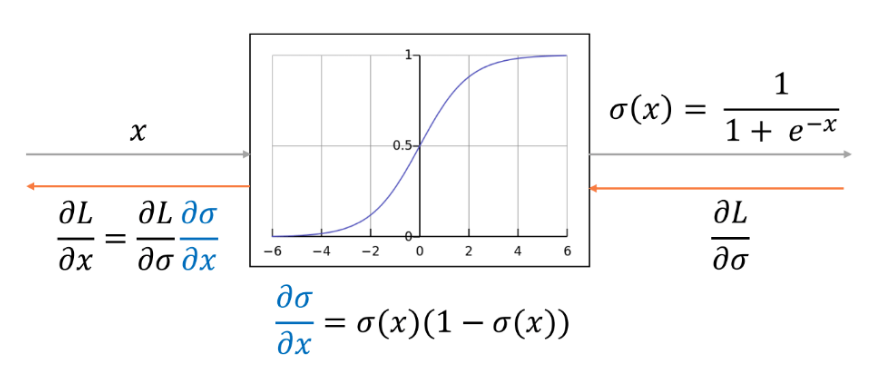 x
σ(x) = 1 / (1 + e^{−x})
1
0.5
0
−6 −4 −2 0 2 4 6
∂L/∂x = ∂L/∂σ ∂σ/∂x
∂L/∂σ
∂σ/∂x = σ(x)(1 − σ(x))